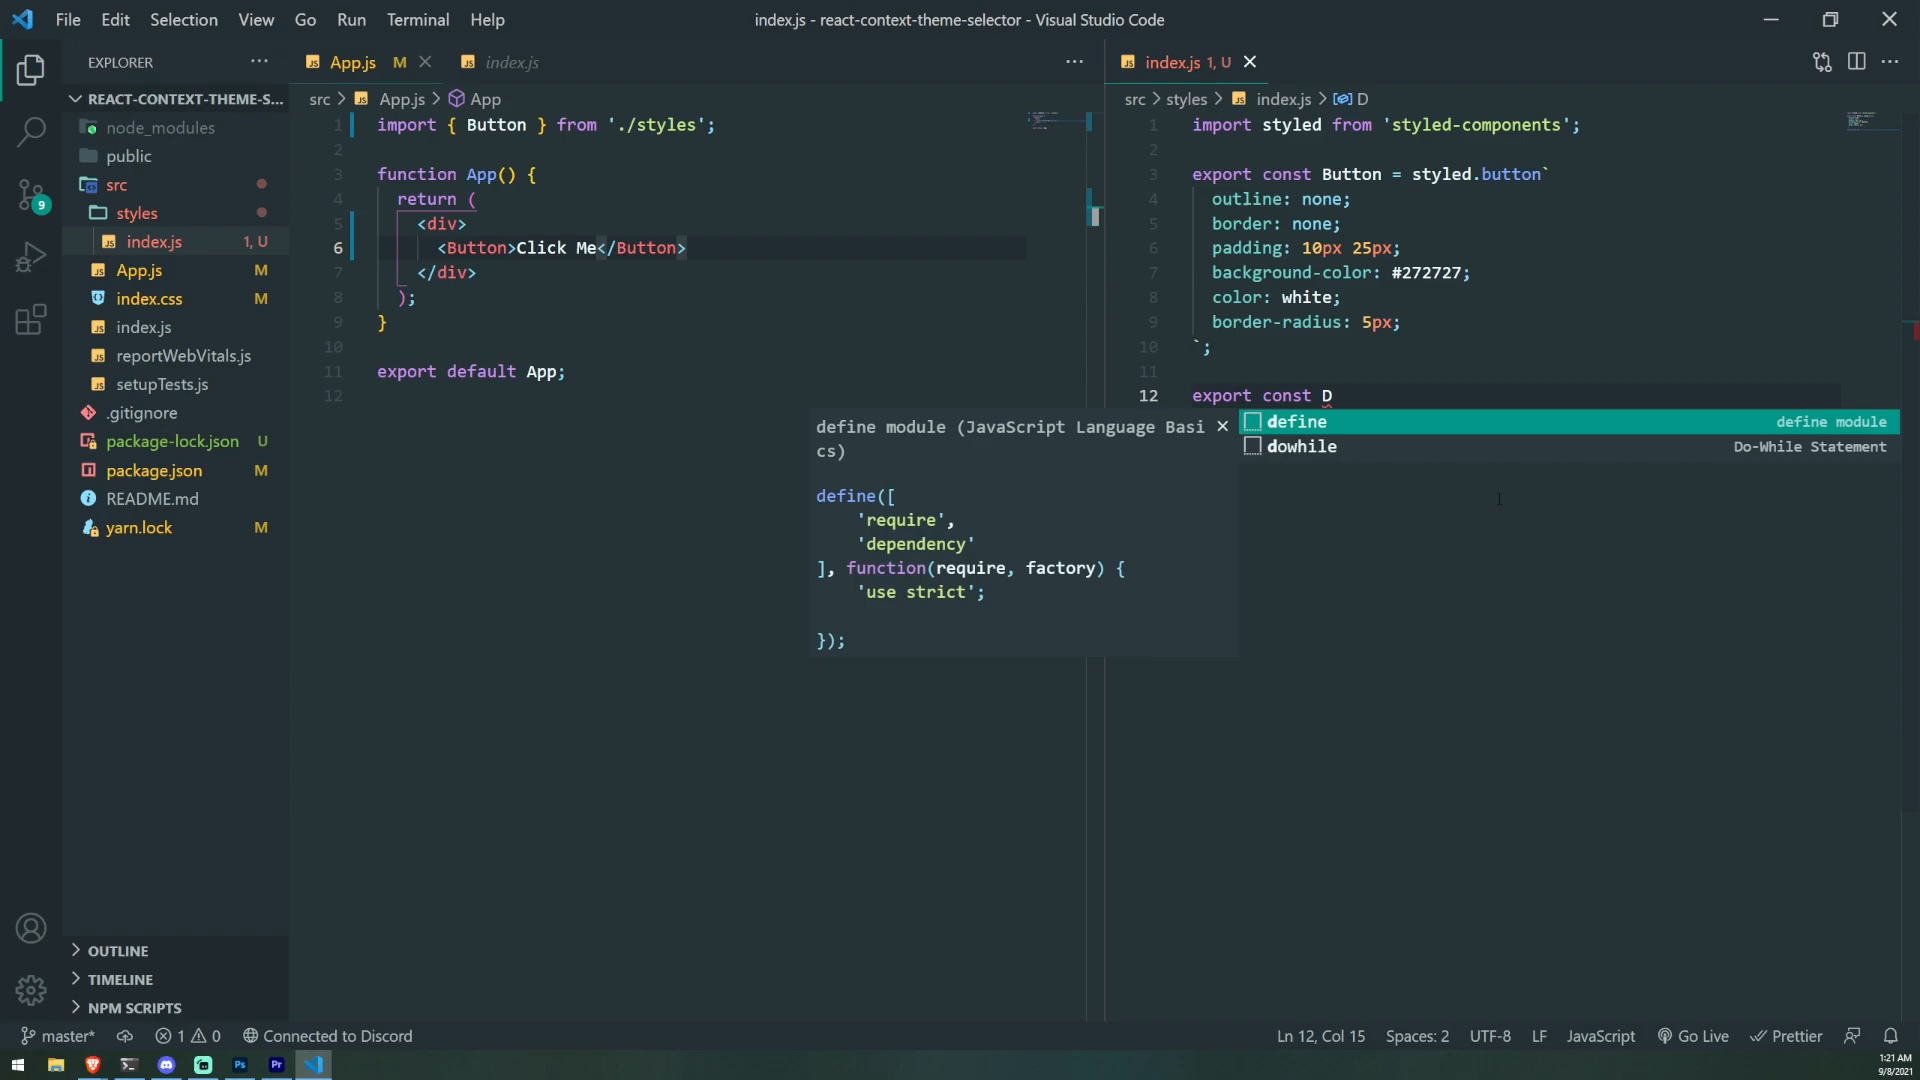 File Edit Selection View Go Run Terminal Help
index.js - react-context-theme-selector - Visual Studio Code
EXPLORER
REACT-CONTEXT-THEME-S...
node_modules
public
src
styles
index.js 1, U
App.js M
index.css M
index.js
reportWebVitals.js
setupTests.js
.gitignore
package-lock.json U
package.json M
README.md
yarn.lock M
OUTLINE
TIMELINE
NPM SCRIPTS
9
App.js M
index.js
src > App.js > App
1 import { Button } from './styles';
2
3 function App() {
4 return (
5 <div>
6 <Button>Click Me</Button>
7 </div>
8 );
9 }
10
11 export default App;
12
index.js 1, U
src > styles > index.js > D
1 import styled from 'styled-components';
2
3 export const Button = styled.button`
4 outline: none;
5 border: none;
6 padding: 10px 25px;
7 background-color: #272727;
8 color: white;
9 border-radius: 5px;
10 `;
11
12 export const D
define define module
dowhile Do-While Statement
define module (JavaScript Language Basi
cs)
define([
'require',
'dependency'
], function(require, factory) {
'use strict';
});
master* 1 0 Connected to Discord
Ln 12, Col 15 Spaces: 2 UTF-8 LF JavaScript Go Live Prettier
Ps Pr
1:21 AM
9/8/2021